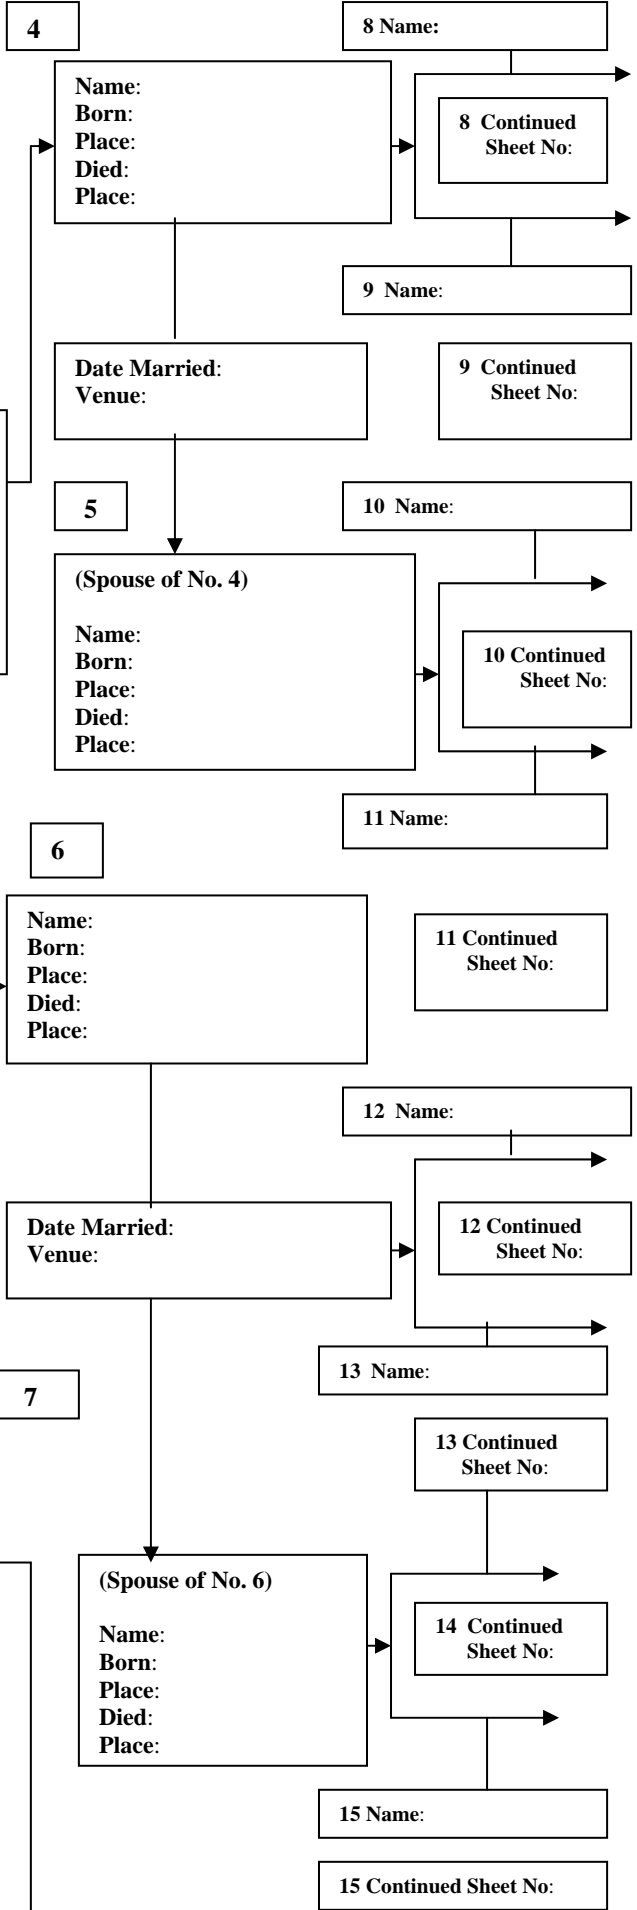 4
8 Name:
Name:
Born:
Place:
Died:
Place:
8 Continued
Sheet No:
9 Name:
Date Married:
Venue:
9 Continued
Sheet No:
5
10 Name:
(Spouse of No. 4)
Name:
Born:
Place:
Died:
Place:
10 Continued
Sheet No:
11 Name:
6
Name:
Born:
Place:
Died:
Place:
11 Continued
Sheet No:
12 Name:
Date Married:
Venue:
12 Continued
Sheet No:
13 Name:
7
13 Continued
Sheet No:
(Spouse of No. 6)
Name:
Born:
Place:
Died:
Place:
14 Continued
Sheet No:
15 Name:
15 Continued Sheet No: